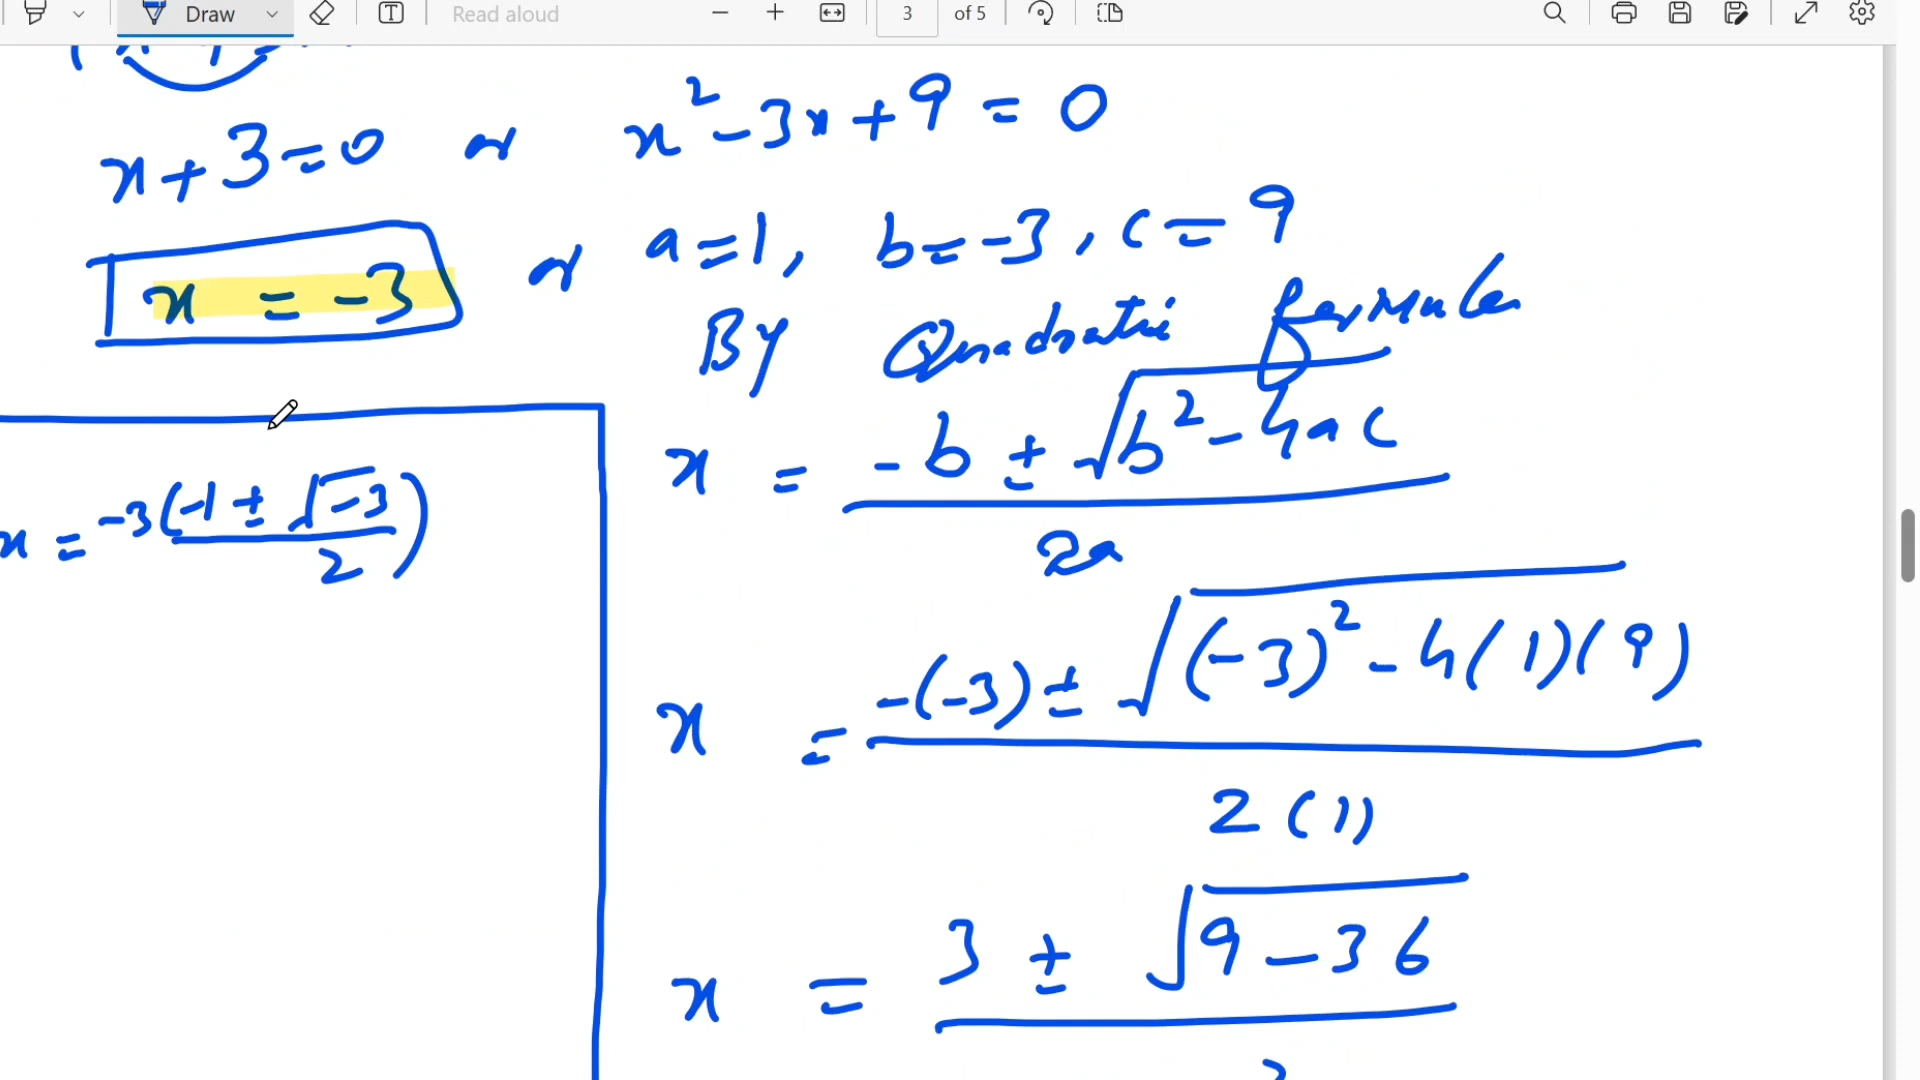 Draw Read aloud 3 of 5
x+3=0 or x²-3x+9=0
x = -3 or a=1, b=-3, c=9
By Quadratic formula
x = (-b ± √(b²-4ac)) / 2a
x = -3((-1 ± √-3) / 2)
x = (-(-3) ± √((-3)²-4(1)(9))) / 2(1)
x = (3 ± √(9-36)) /